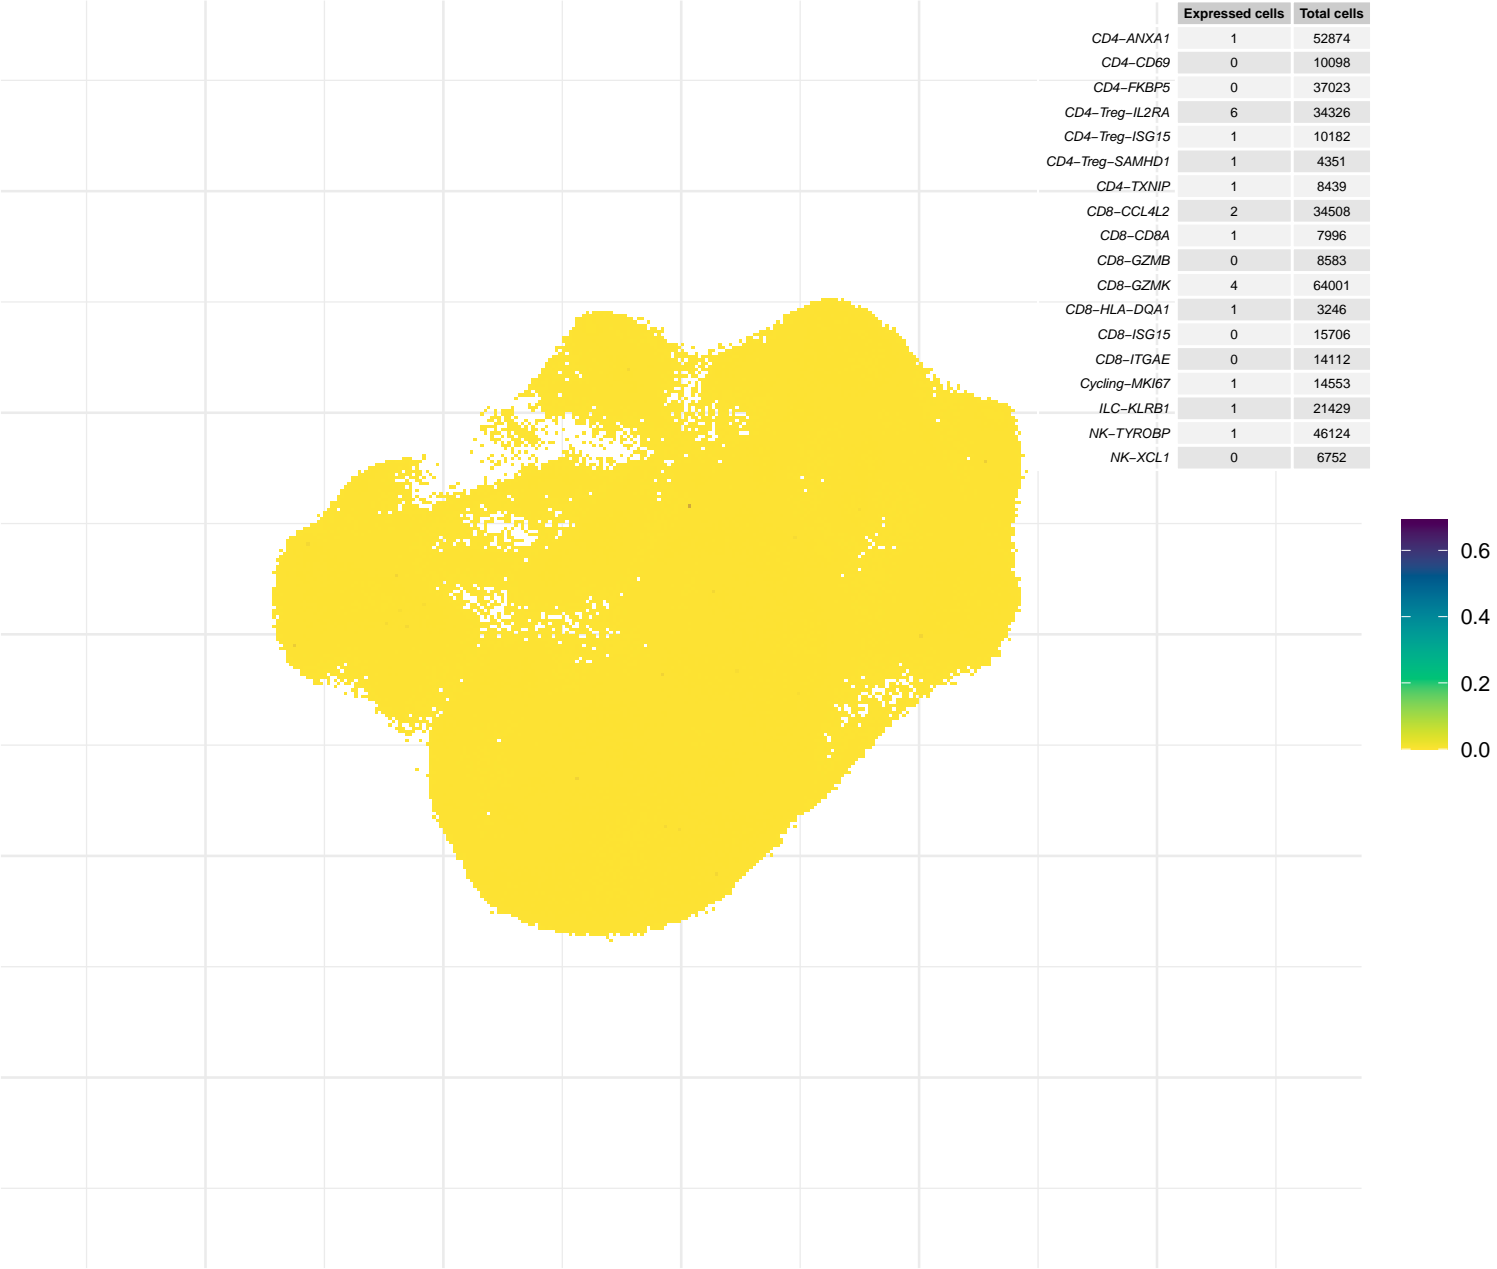 Expressed cells Total cells
CD4−ANXA1 1 52874
CD4−CD69 0 10098
CD4−FKBP5 0 37023
CD4−Treg−IL2RA 6 34326
CD4−Treg−ISG15 1 10182
CD4−Treg−SAMHD1 1 4351
CD4−TXNIP 1 8439
CD8−CCL4L2 2 34508
CD8−CD8A 1 7996
CD8−GZMB 0 8583
CD8−GZMK 4 64001
CD8−HLA−DQA1 1 3246
CD8−ISG15 0 15706
CD8−ITGAE 0 14112
Cycling−MKI67 1 14553
ILC−KLRB1 1 21429
NK−TYROBP 1 46124
NK−XCL1 0 6752
0.6
0.4
0.2
0.0